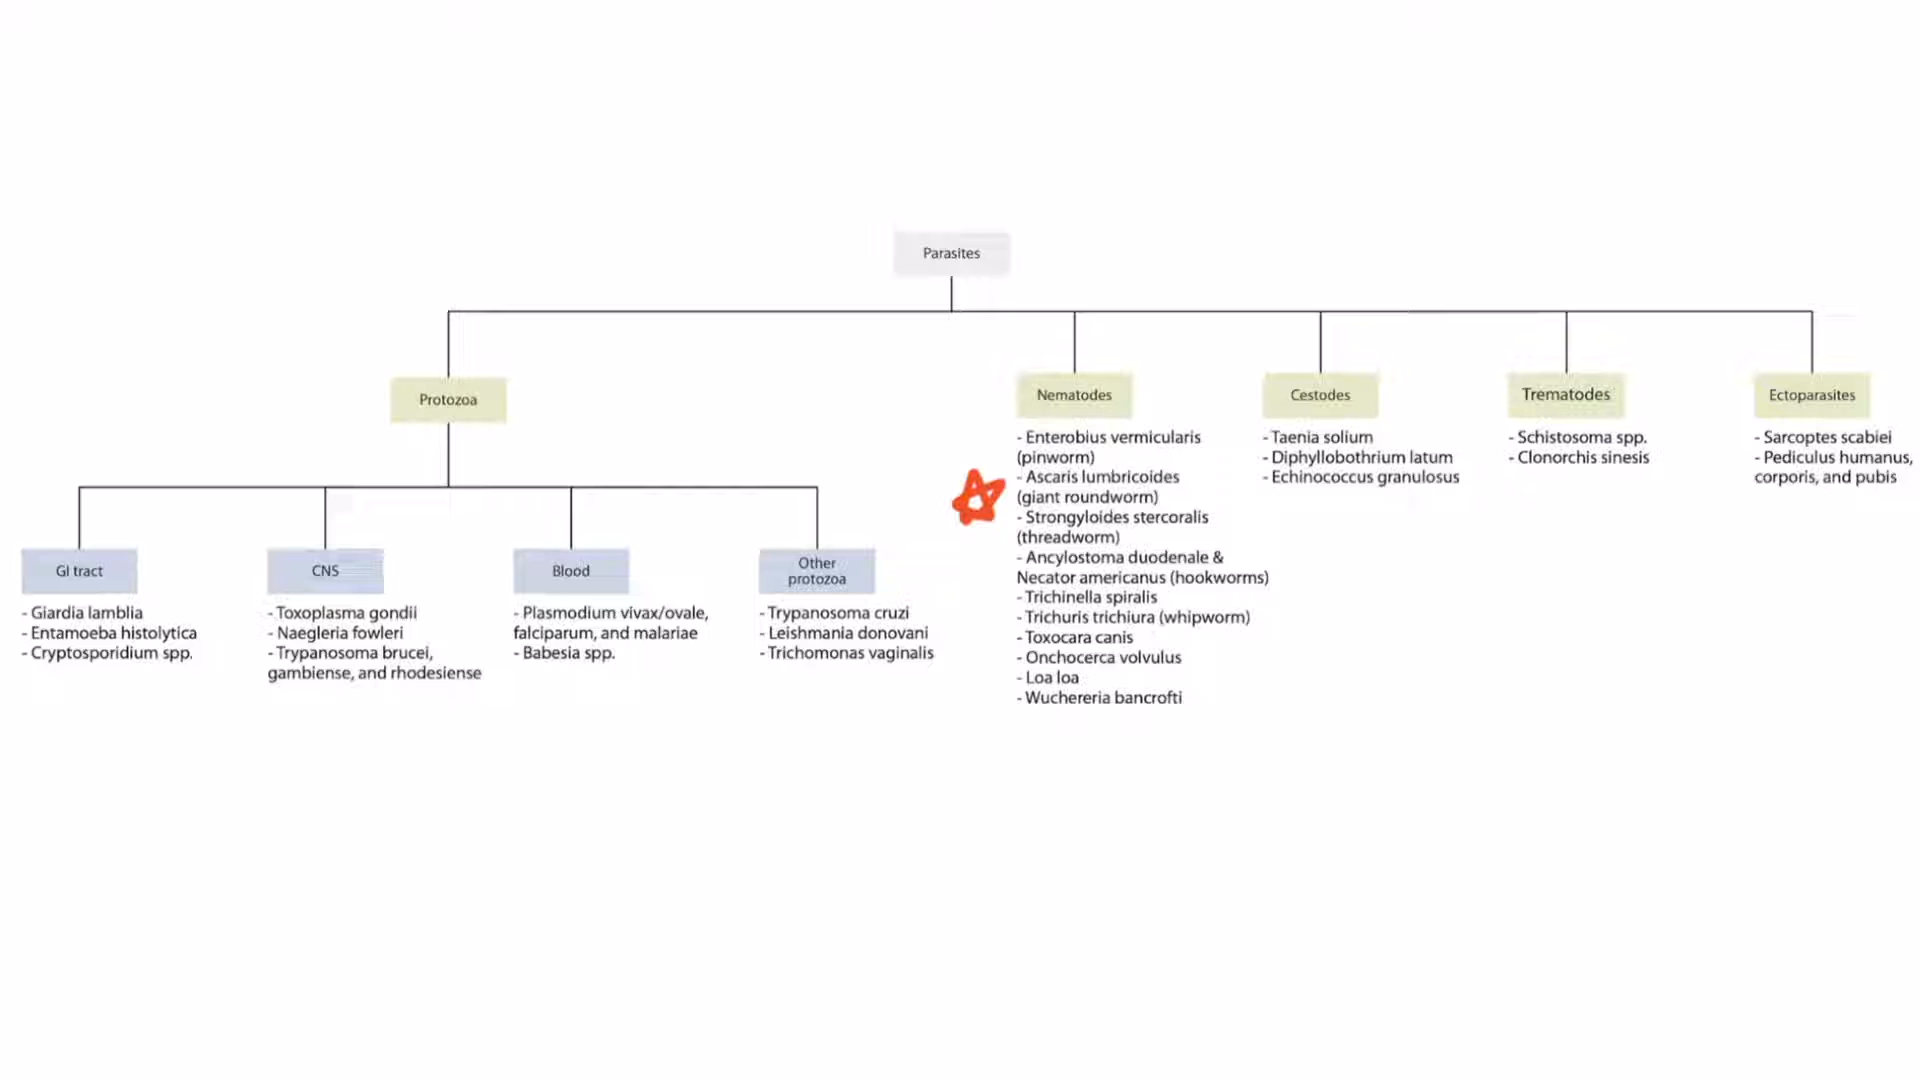 Parasites
Protozoa
GI tract
- Giardia lamblia
- Entamoeba histolytica
- Cryptosporidium spp.
CNS
- Toxoplasma gondii
- Naegleria fowleri
- Trypanosoma brucei,
gambiense, and rhodesiense
Blood
- Plasmodium vivax/ovale,
falciparum, and malariae
- Babesia spp.
Other
protozoa
- Trypanosoma cruzi
- Leishmania donovani
- Trichomonas vaginalis
Nematodes
- Enterobius vermicularis
(pinworm)
- Ascaris lumbricoides
(giant roundworm)
- Strongyloides stercoralis
(threadworm)
- Ancylostoma duodenale &
Necator americanus (hookworms)
- Trichinella spiralis
- Trichuris trichiura (whipworm)
- Toxocara canis
- Onchocerca volvulus
- Loa loa
- Wuchereria bancrofti
Cestodes
- Taenia solium
- Diphyllobothrium latum
- Echinococcus granulosus
Trematodes
- Schistosoma spp.
- Clonorchis sinesis
Ectoparasites
- Sarcoptes scabiei
- Pediculus humanus,
corporis, and pubis